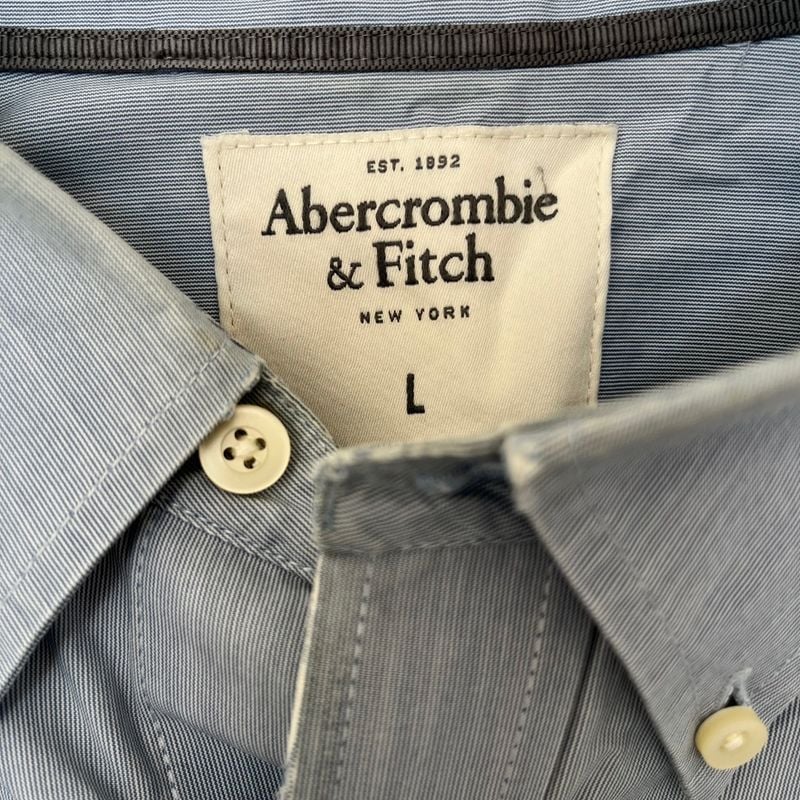 EST. 1892
Abercrombie
& Fitch
NEW YORK
L